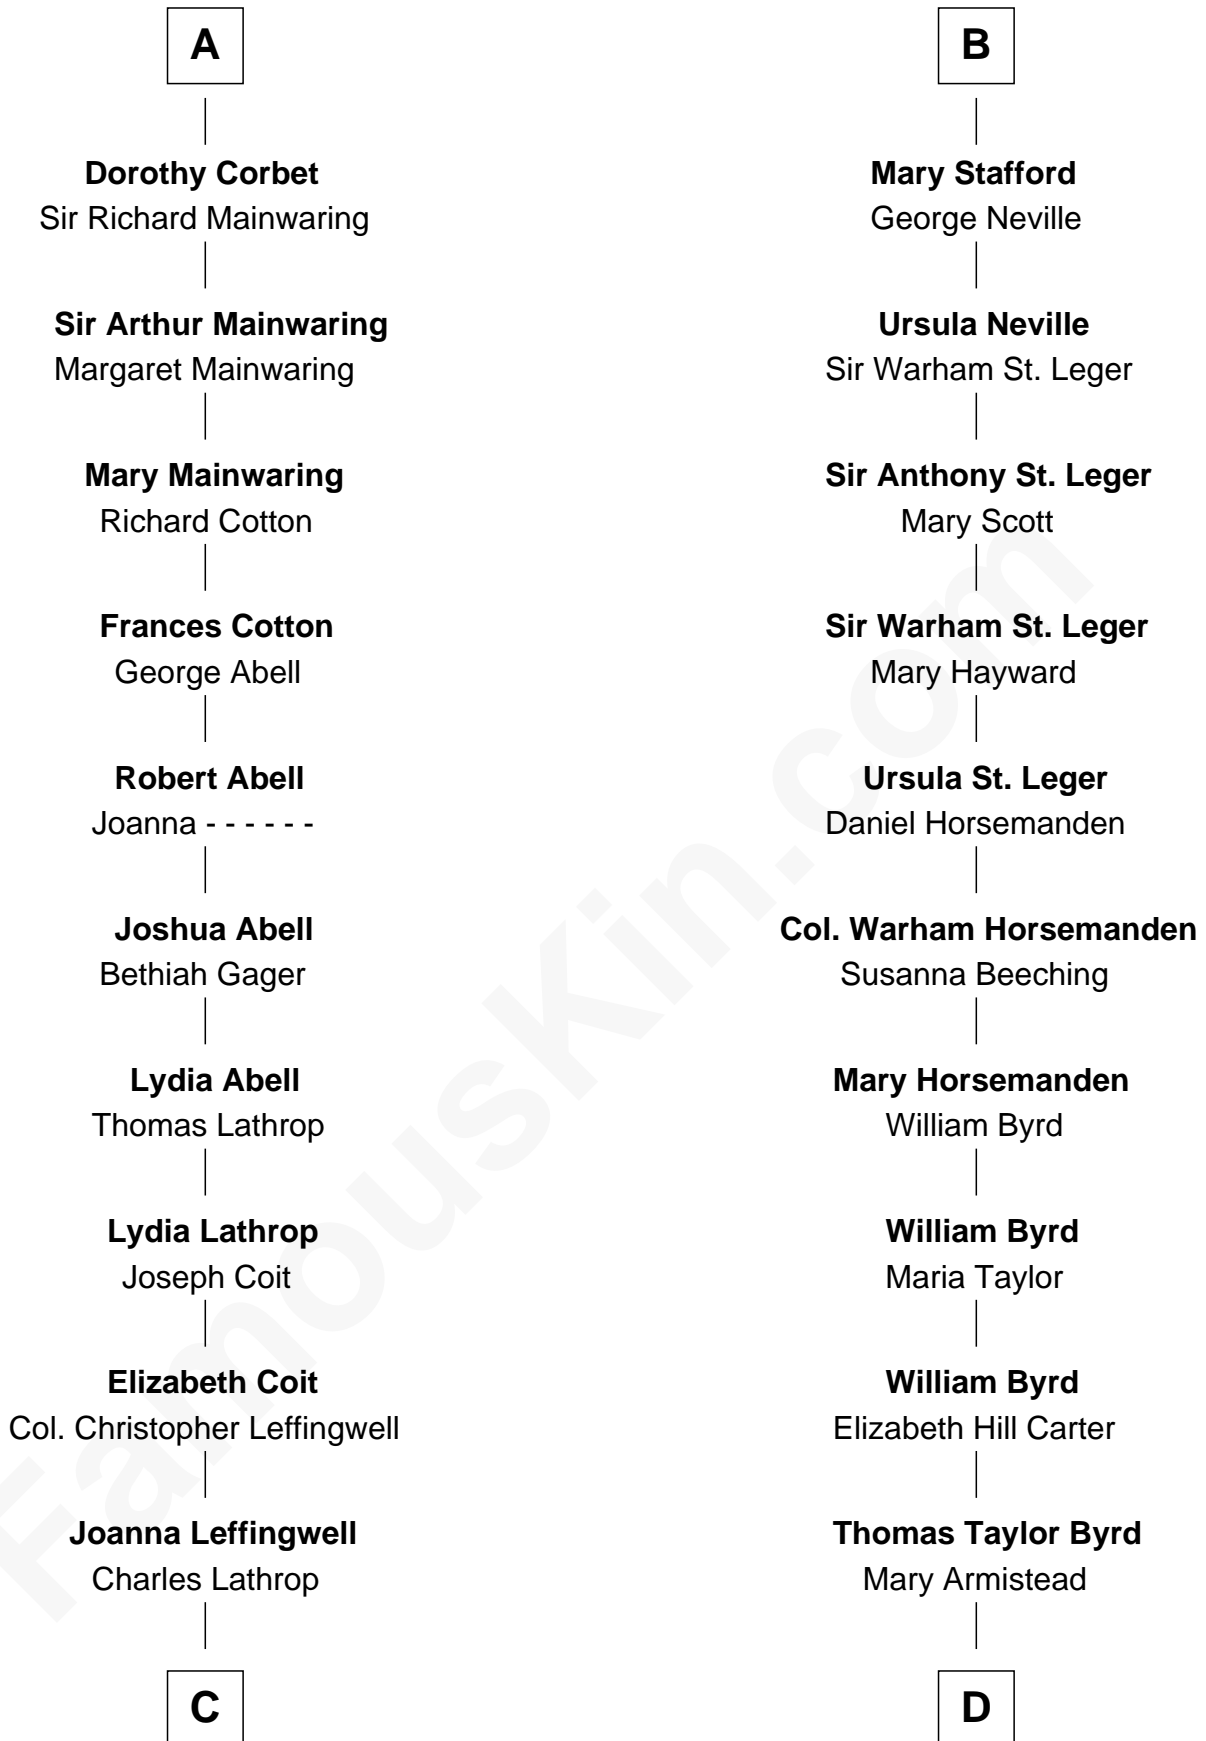 A
Dorothy Corbet
Sir Richard Mainwaring
Sir Arthur Mainwaring
Margaret Mainwaring
Mary Mainwaring
Richard Cotton
Frances Cotton
George Abell
Robert Abell
Joanna - - - - - -
Joshua Abell
Bethiah Gager
Lydia Abell
Thomas Lathrop
Lydia Lathrop
Joseph Coit
Elizabeth Coit
Col. Christopher Leffingwell
Joanna Leffingwell
Charles Lathrop
C
B
Mary Stafford
George Neville
Ursula Neville
Sir Warham St. Leger
Sir Anthony St. Leger
Mary Scott
Sir Warham St. Leger
Mary Hayward
Ursula St. Leger
Daniel Horsemanden
Col. Warham Horsemanden
Susanna Beeching
Mary Horsemanden
William Byrd
William Byrd
Maria Taylor
William Byrd
Elizabeth Hill Carter
Thomas Taylor Byrd
Mary Armistead
D
FamousKin.com